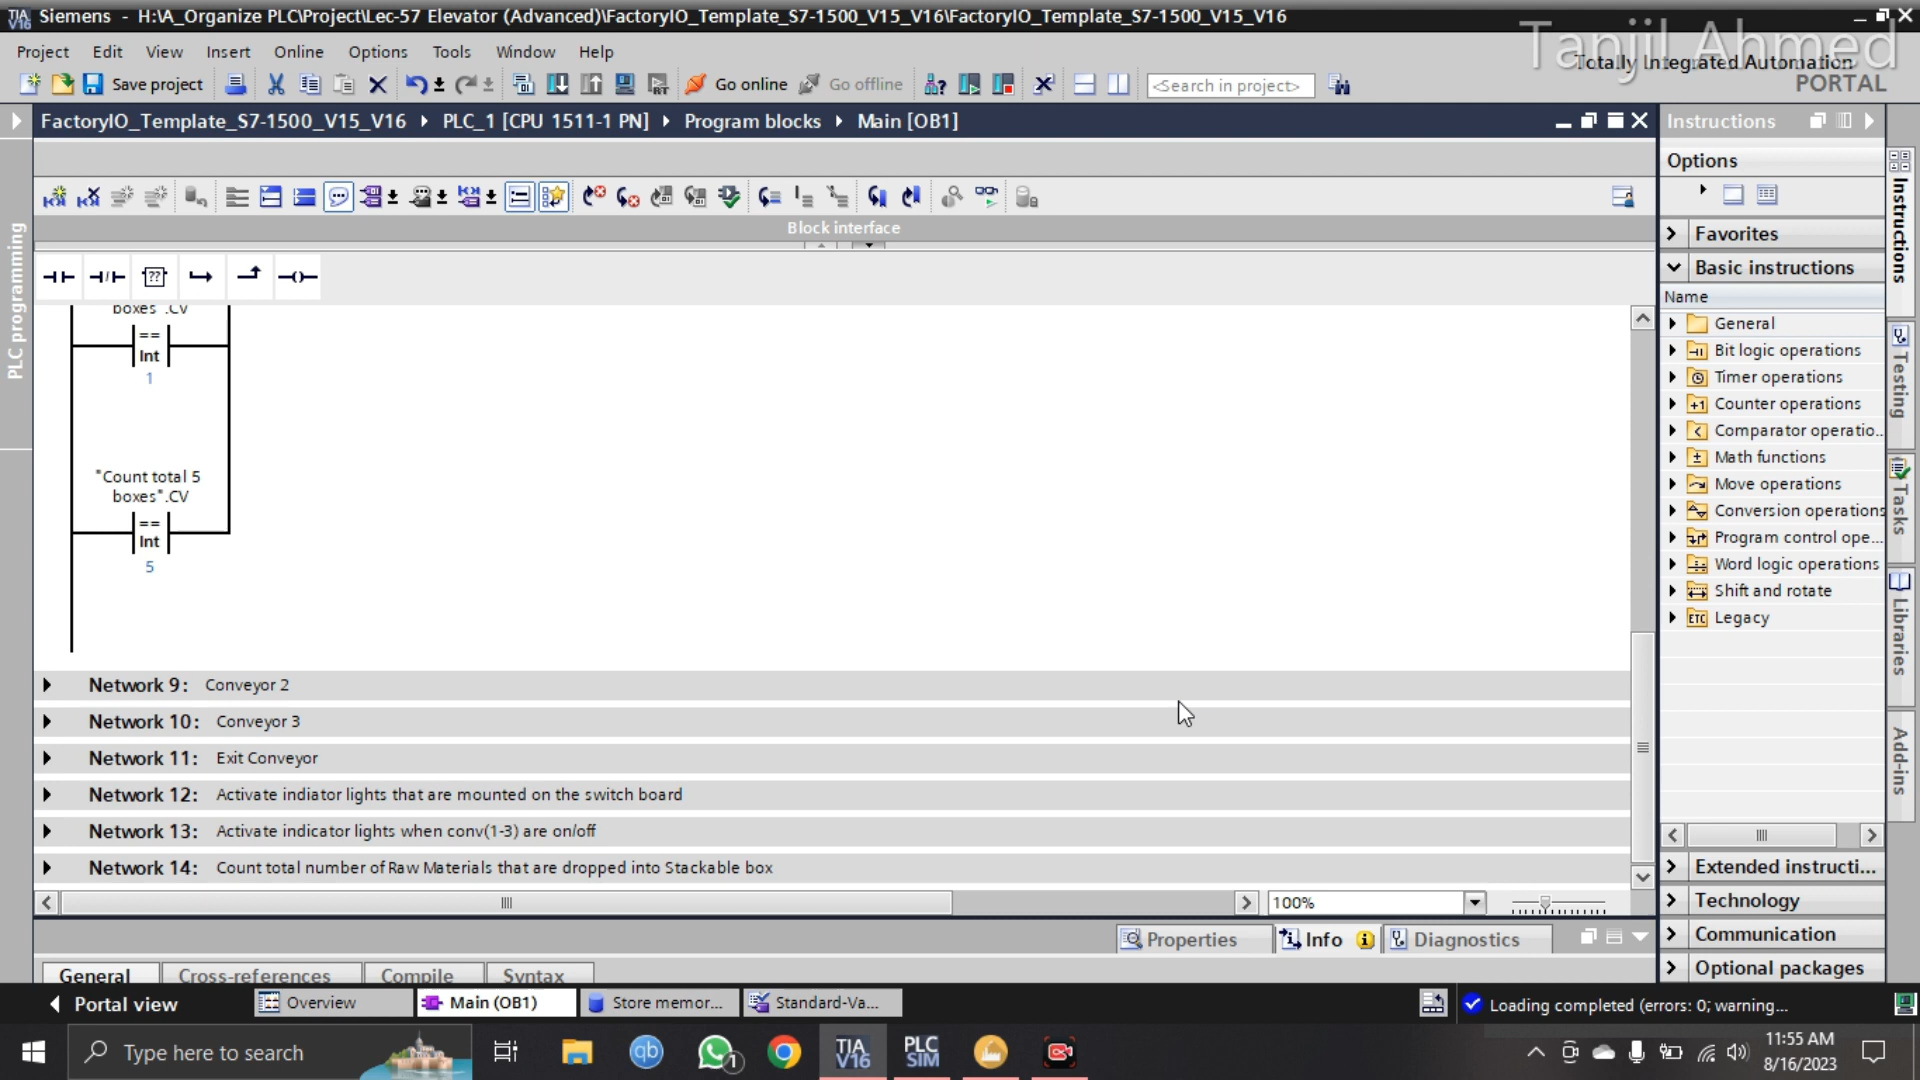 Siemens - H:\A_Organize PLC\Project\Lec-57 Elevator (Advanced)\FactoryIO_Template_S7-1500_V15_V16\FactoryIO_Template_S7-1500_V15_V16
Tanjil Ahmed
Project Edit View Insert Online Options Tools Window Help
Totally Integrated Automation
PORTAL
Save project
Go online
Go offline
<Search in project>
FactoryIO_Template_S7-1500_V15_V16 PLC_1 [CPU 1511-1 PN] Program blocks Main [OB1]
Block interface
??
boxes".CV
==
Int
1
"Count total 5
boxes".CV
==
Int
5
Network 9: Conveyor 2
Network 10: Conveyor 3
Network 11: Exit Conveyor
Network 12: Activate indiator lights that are mounted on the switch board
Network 13: Activate indicator lights when conv(1-3) are on/off
Network 14: Count total number of Raw Materials that are dropped into Stackable box
100%
Properties Info Diagnostics
General Cross-references Compile Syntax
PLC programming
Instructions
Options
Favorites
Basic instructions
Name
General
Bit logic operations
Timer operations
Counter operations
Comparator operatio...
Math functions
Move operations
Conversion operations
Program control ope...
Word logic operations
Shift and rotate
Legacy
Extended instructi...
Technology
Communication
Optional packages
Instructions
Testing
Tasks
Libraries
Add-ins
Portal view Overview Main (OB1) Store memor... Standard-Va...
Loading completed (errors: 0; warning...
Type here to search
qb
1
TIA
V16
PLC
SIM
11:55 AM
8/16/2023